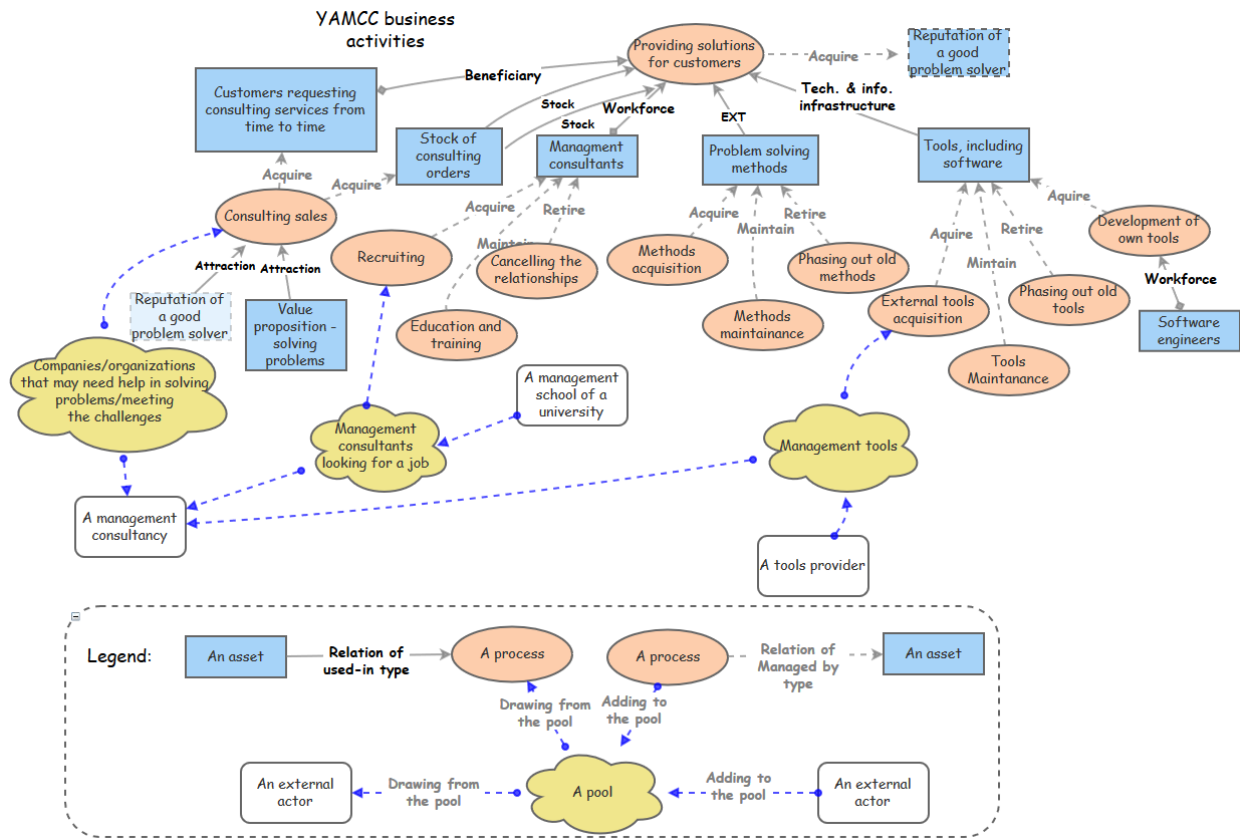 YAMCC business
activities
Providing solutions
for customers
Acquire
Reputation of
a good
problem solver
Beneficiary
Customers requesting
consulting services from
time to time
Stock
Stock
Workforce
EXT
Tech. & info.
infrastructure
Stock of
consulting
orders
Managment
consultants
Problem solving
methods
Tools, including
software
Acquire
Acquire
Consulting sales
Acquire
Retire
Maintain
Recruiting
Cancelling the
relationships
Education and
training
Acquire
Retire
Maintain
Methods
acquisition
Phasing out old
methods
Methods
maintainance
Aquire
Aquire
Retire
Mintain
Development of
own tools
External tools
acquisition
Phasing out old
tools
Tools
Maintanance
Workforce
Software
engineers
Attraction
Attraction
Reputation of
a good
problem solver
Value
proposition -
solving
problems
Companies/organizations
that may need help in solving
problems/meeting
the challenges
Management
consultants
looking for a job
A management
school of a
university
Management tools
A management
consultancy
A tools provider
Legend:
An asset
Relation of
used-in type
A process
A process
Relation of
Managed by
type
An asset
Drawing from
the pool
Adding to
the pool
An external
actor
Drawing from
the pool
A pool
Adding to
the pool
An external
actor